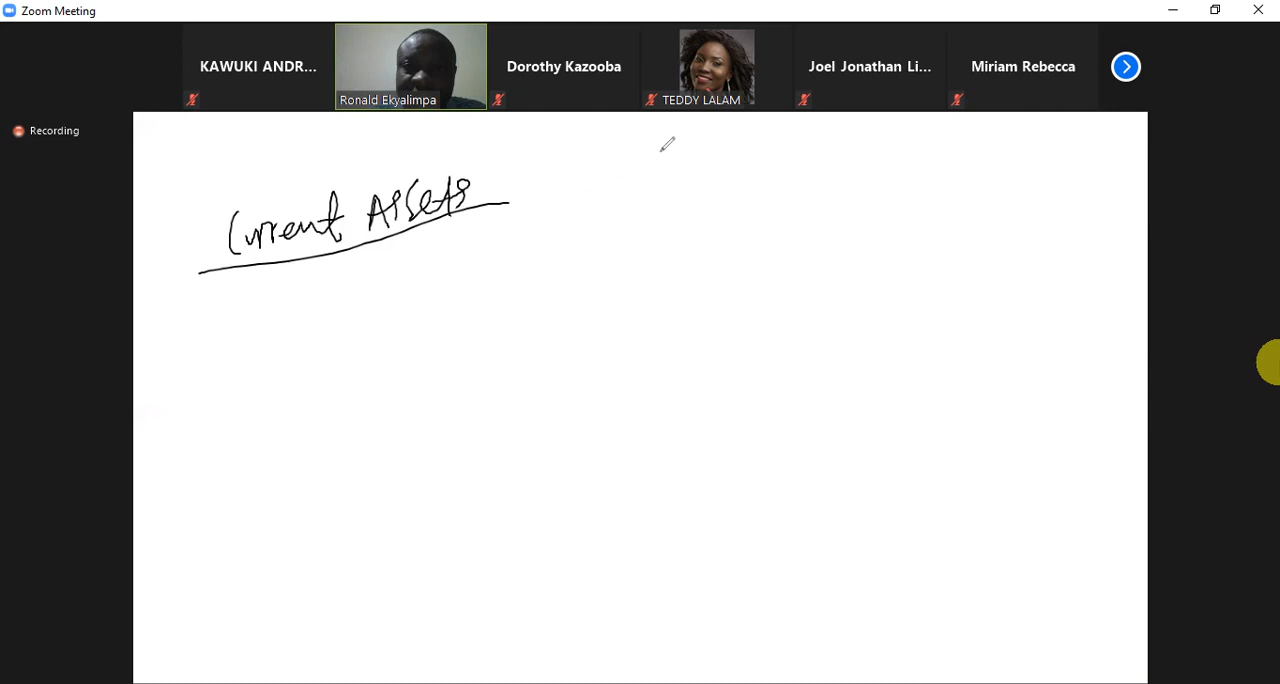 Zoom Meeting
KAWUKI ANDR...
Ronald Ekyalimpa
Dorothy Kazooba
TEDDY LALAM
Joel Jonathan Li...
Miriam Rebecca
Recording
Current Assets